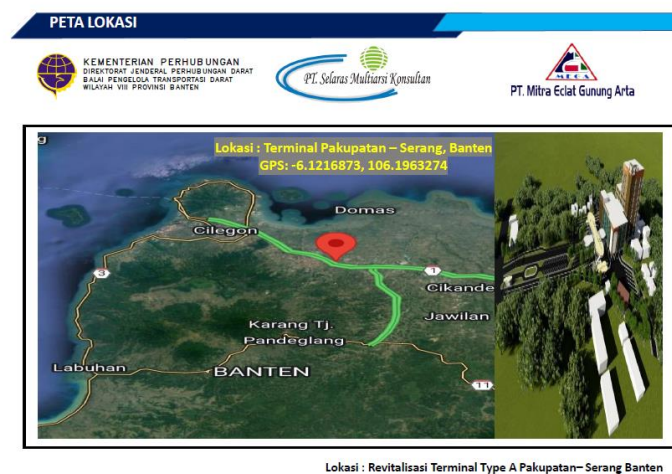 PETA LOKASI
KEMENTERIAN PERHUBUNGAN
DIREKTORAT JENDERAL PERHUBUNGAN DARAT
BALAI PENGELOLA TRANSPORTASI DARAT
WILAYAH VIII PROVINSI BANTEN
PT. Selaras Multiarsi Konsultan
MECA
PT. Mitra Eclat Gunung Arta
Lokasi : Terminal Pakupatan – Serang, Banten
GPS: -6.1216873, 106.1963274
g
Domas
Cilegon
3
1
Cikande
Jawilan
Karang Tj.
Pandeglang
Labuhan
BANTEN
11
Lokasi : Revitalisasi Terminal Type A Pakupatan– Serang Banten